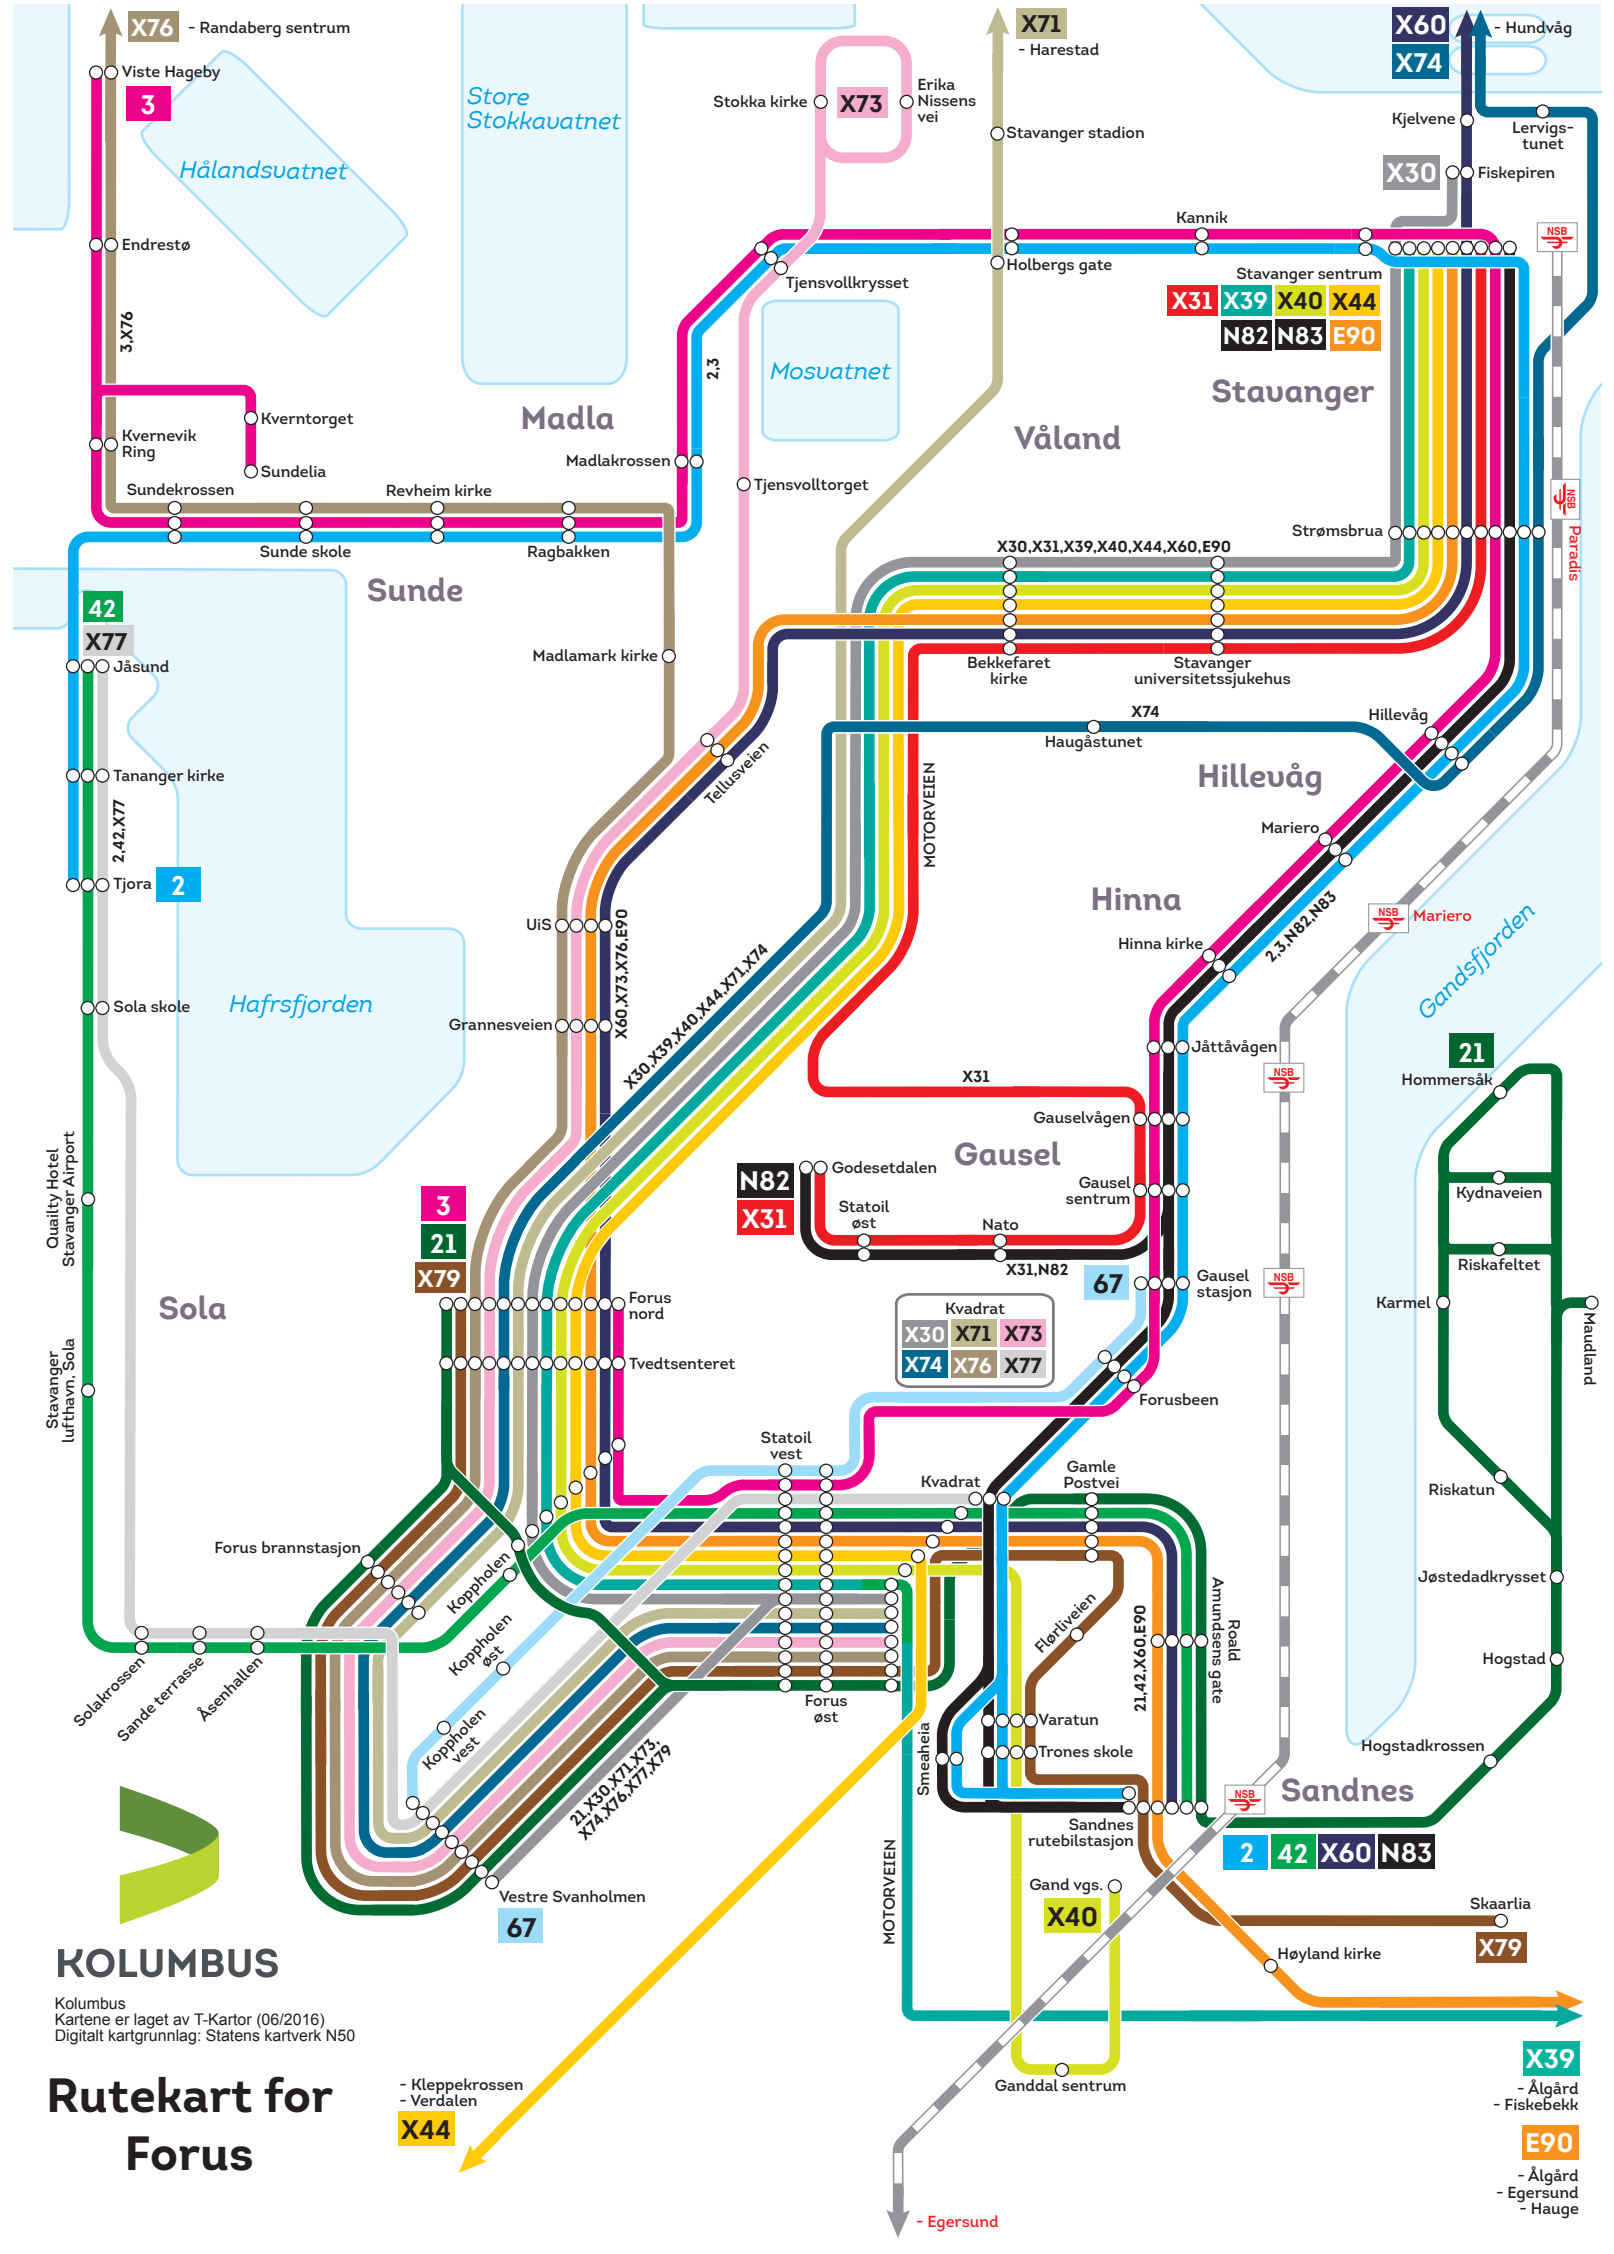 X76 - Randaberg sentrum
X71
- Harestad
X60
X74
- Hundvåg
Viste Hageby
3
Store
Stokkavatnet
Stokka kirke
X73
Erika
Nissens
vei
Stavanger stadion
Kjelvene
Lervigs-
tunet
Hålandsvatnet
X30
Fiskepiren
Endrestø
Kannik
NSB
Tjensvollkrysset
Holbergs gate
Stavanger sentrum
X31 X39 X40 X44
N82 N83 E90
3,X76
2,3
Mosvatnet
Stavanger
Madla
Våland
Kverntorget
Kvernevik
Ring
Sundelia
Madlakrossen
Tjensvolltorget
Sundekrossen
Revheim kirke
NSB
Paradis
Strømsbrua
Sunde skole
Ragbakken
X30,X31,X39,X40,X44,X60,E90
Sunde
42
X77
Jåsund
Madlamark kirke
Bekkefaret
kirke
Stavanger
universitetssjukehus
X74
Hillevåg
Haugåstunet
Tellusveien
Hillevåg
Tananger kirke
2,42,X77
MOTORVEIEN
Mariero
Tjora
2
Hinna
NSB
Mariero
UiS
X60,X73,X76,E90
2,3,N82,N83
Hinna kirke
Gandsfjorden
X30,X39,X40,X44,X71,X74
Sola skole
Hafrsfjorden
Grannesveien
Jåttåvågen
21
Hommersåk
X31
NSB
Gauselvågen
Gausel
Quailty Hotel
Stavanger Airport
N82
X31
Godesetdalen
Gausel
sentrum
Kydnaveien
3
21
X79
Statoil
øst
Nato
X31,N82
Riskafeltet
67
Gausel
stasjon
NSB
Sola
Forus
nord
Kvadrat
X30 X71 X73
X74 X76 X77
Karmel
Maudland
Tvedtsenteret
Stavanger
lufthavn, Sola
Forusbeen
Statoil
vest
Kvadrat
Gamle
Postvei
Riskatun
Forus brannstasjon
Koppholen
Jøstedadkrysset
Koppholen
øst
Flørliveien
21,42,X60,E90
Roald
Amundsens gate
Hogstad
Solakrossen
Sande terrasse
Åsenhallen
Forus
øst
Koppholen
vest
Smeaheia
Varatun
Trones skole
Hogstadkrossen
21,X30,X71,X73,
X74,X76,X77,X79
NSB
Sandnes
Sandnes
rutebilstasjon
2 42 X60 N83
MOTORVEIEN
Vestre Svanholmen
67
Gand vgs.
X40
Skaarlia
X79
Høyland kirke
KOLUMBUS
Kolumbus
Kartene er laget av T-Kartor (06/2016)
Digitalt kartgrunnlag: Statens kartverk N50
Rutekart for
Forus
- Kleppekrossen
- Verdalen
X44
Ganddal sentrum
X39
- Ålgård
- Fiskebekk
E90
- Ålgård
- Egersund
- Hauge
- Egersund